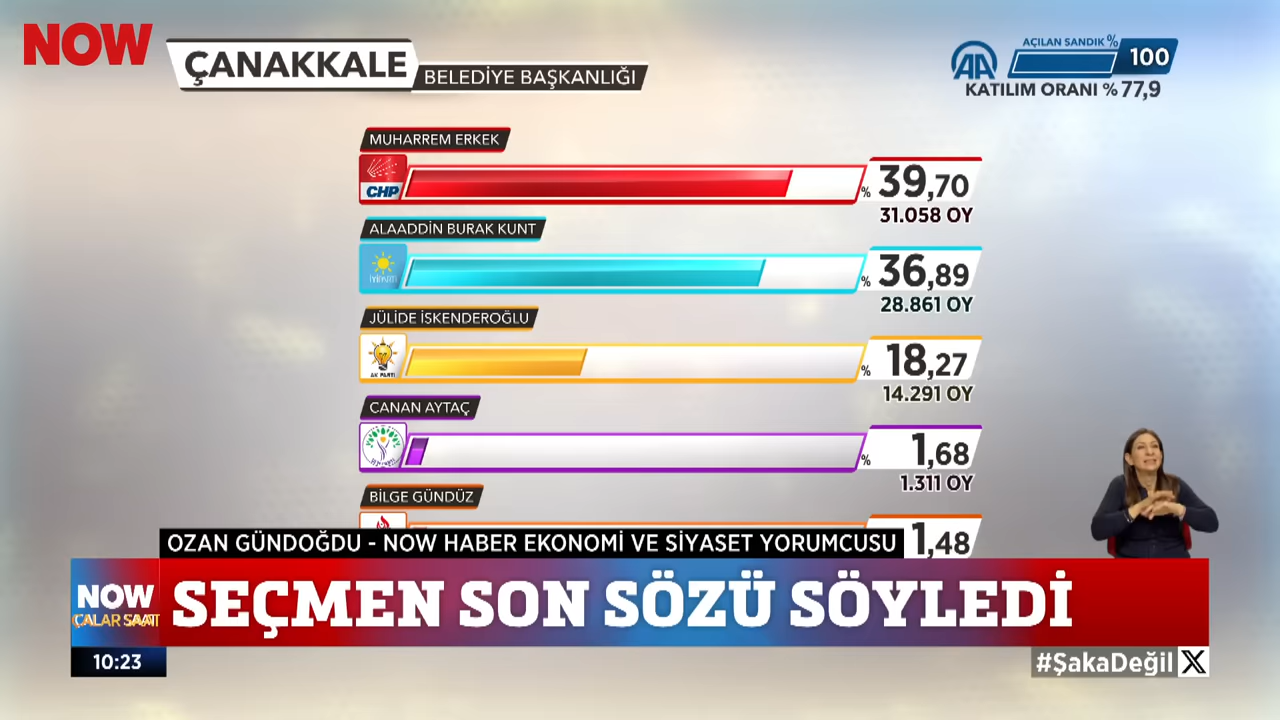 NOW
ÇANAKKALE
BELEDİYE BAŞKANLIĞI
AA
AÇILAN SANDIK %
100
KATILIM ORANI % 77,9
MUHARREM ERKEK
CHP
% 39,70
31.058 OY
ALAADDİN BURAK KUNT
İYİ PARTİ
% 36,89
28.861 OY
JÜLİDE İSKENDEROĞLU
AK PARTİ
% 18,27
14.291 OY
CANAN AYTAÇ
% 1,68
1.311 OY
BİLGE GÜNDÜZ
1,48
OZAN GÜNDOĞDU - NOW HABER EKONOMİ VE SİYASET YORUMCUSU
NOW
ÇALAR SAAT
SEÇMEN SON SÖZÜ SÖYLEDİ
10:23
#ŞakaDeğil X